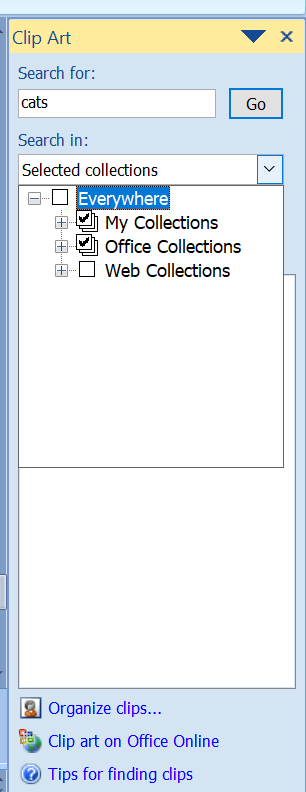 Clip Art
Search for:
cats
Go
Search in:
Selected collections
Everywhere
My Collections
Office Collections
Web Collections
Organize clips...
Clip art on Office Online
Tips for finding clips